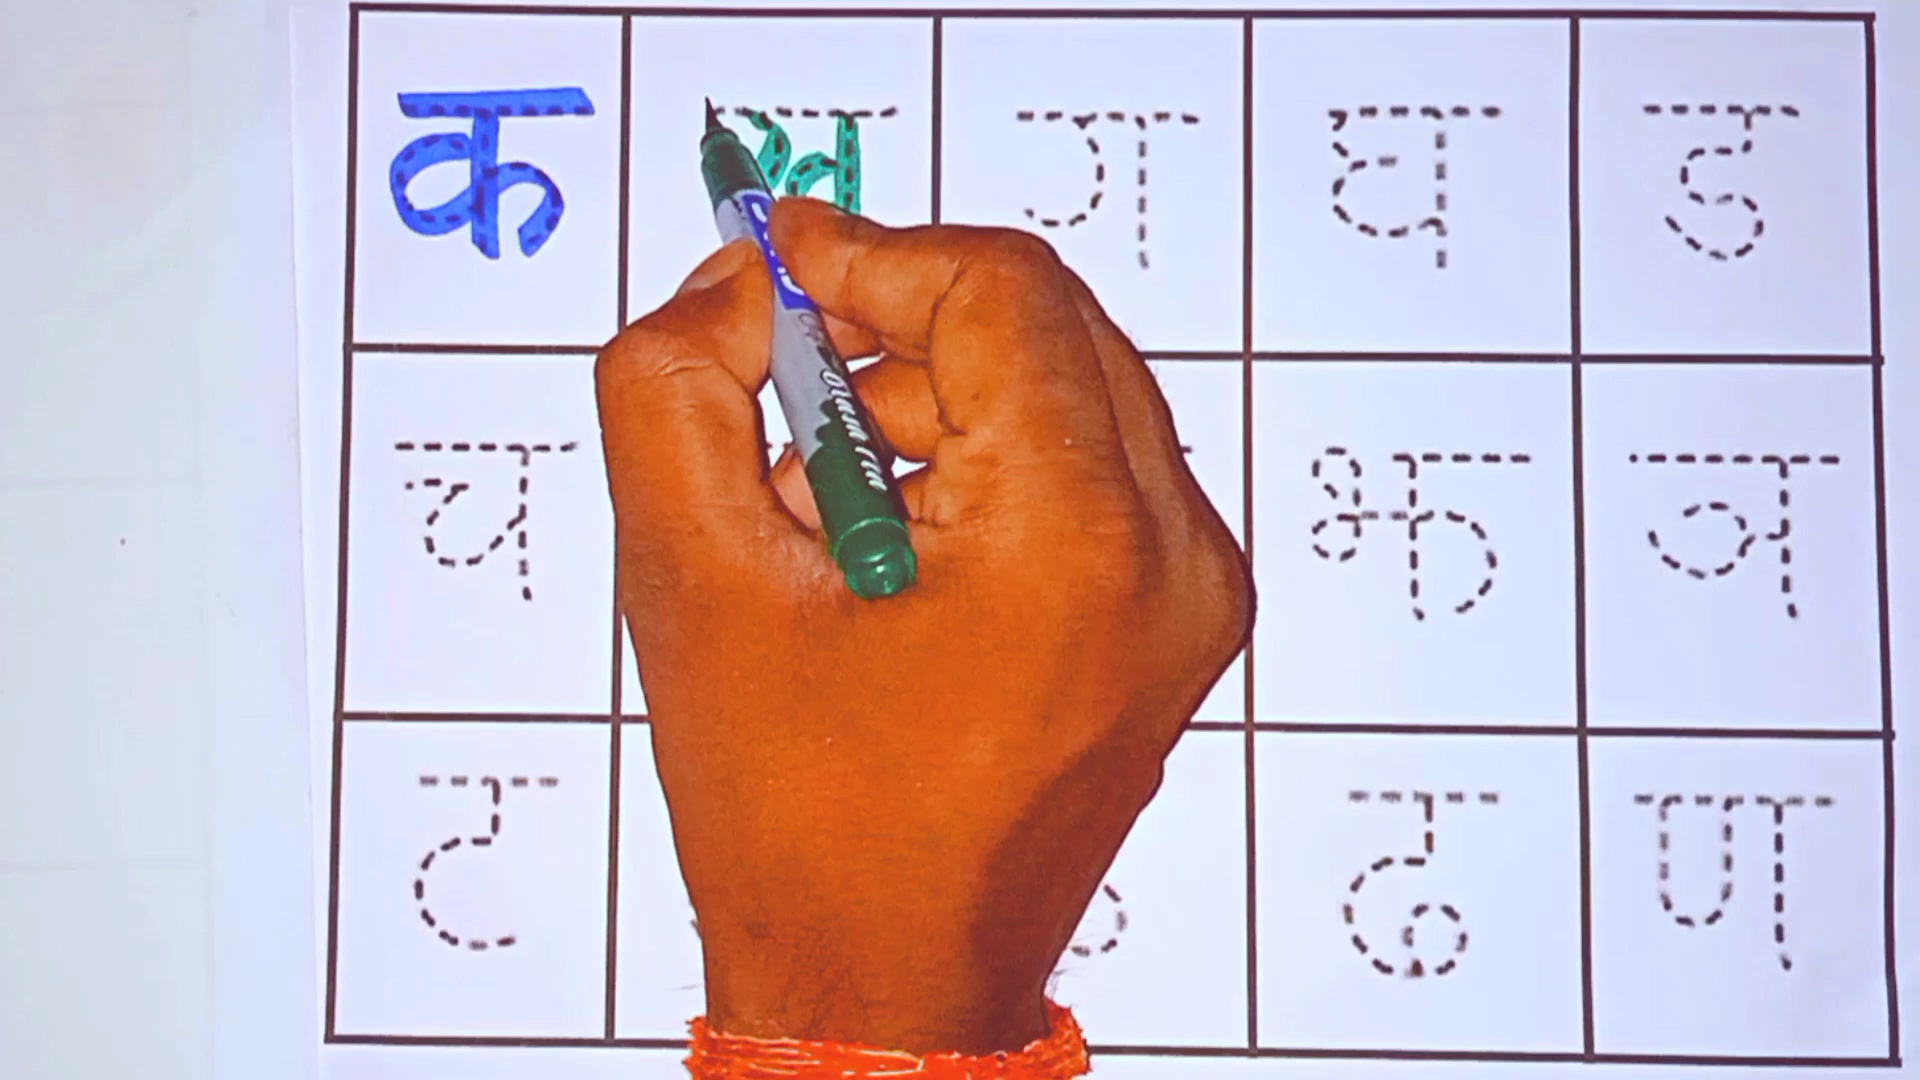 क ख ग घ ङ
च झ ञ
ट ढ ण